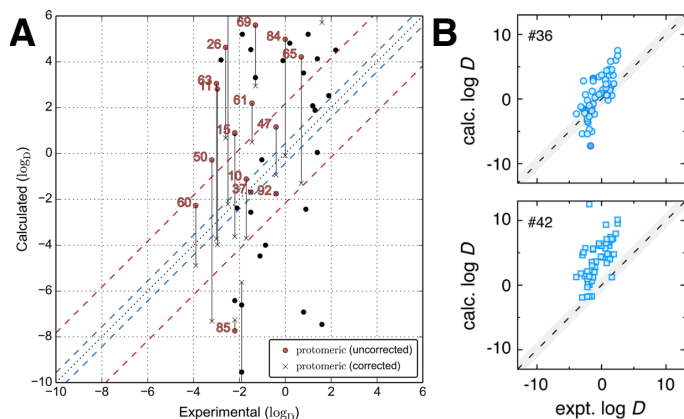 A
6
4
2
0
−2
−4
−6
−8
−10
Calculated (log_D)
−10 −8 −6 −4 −2 0 2 4 6
Experimental (log_D)
69
84
26
65
63
11
61
47
15
50
10
37
92
60
85
protomeric (uncorrected)
protomeric (corrected)
B
#36
10
0
-10
calc. log D
#42
10
0
-10
calc. log D
-10 0 10
expt. log D